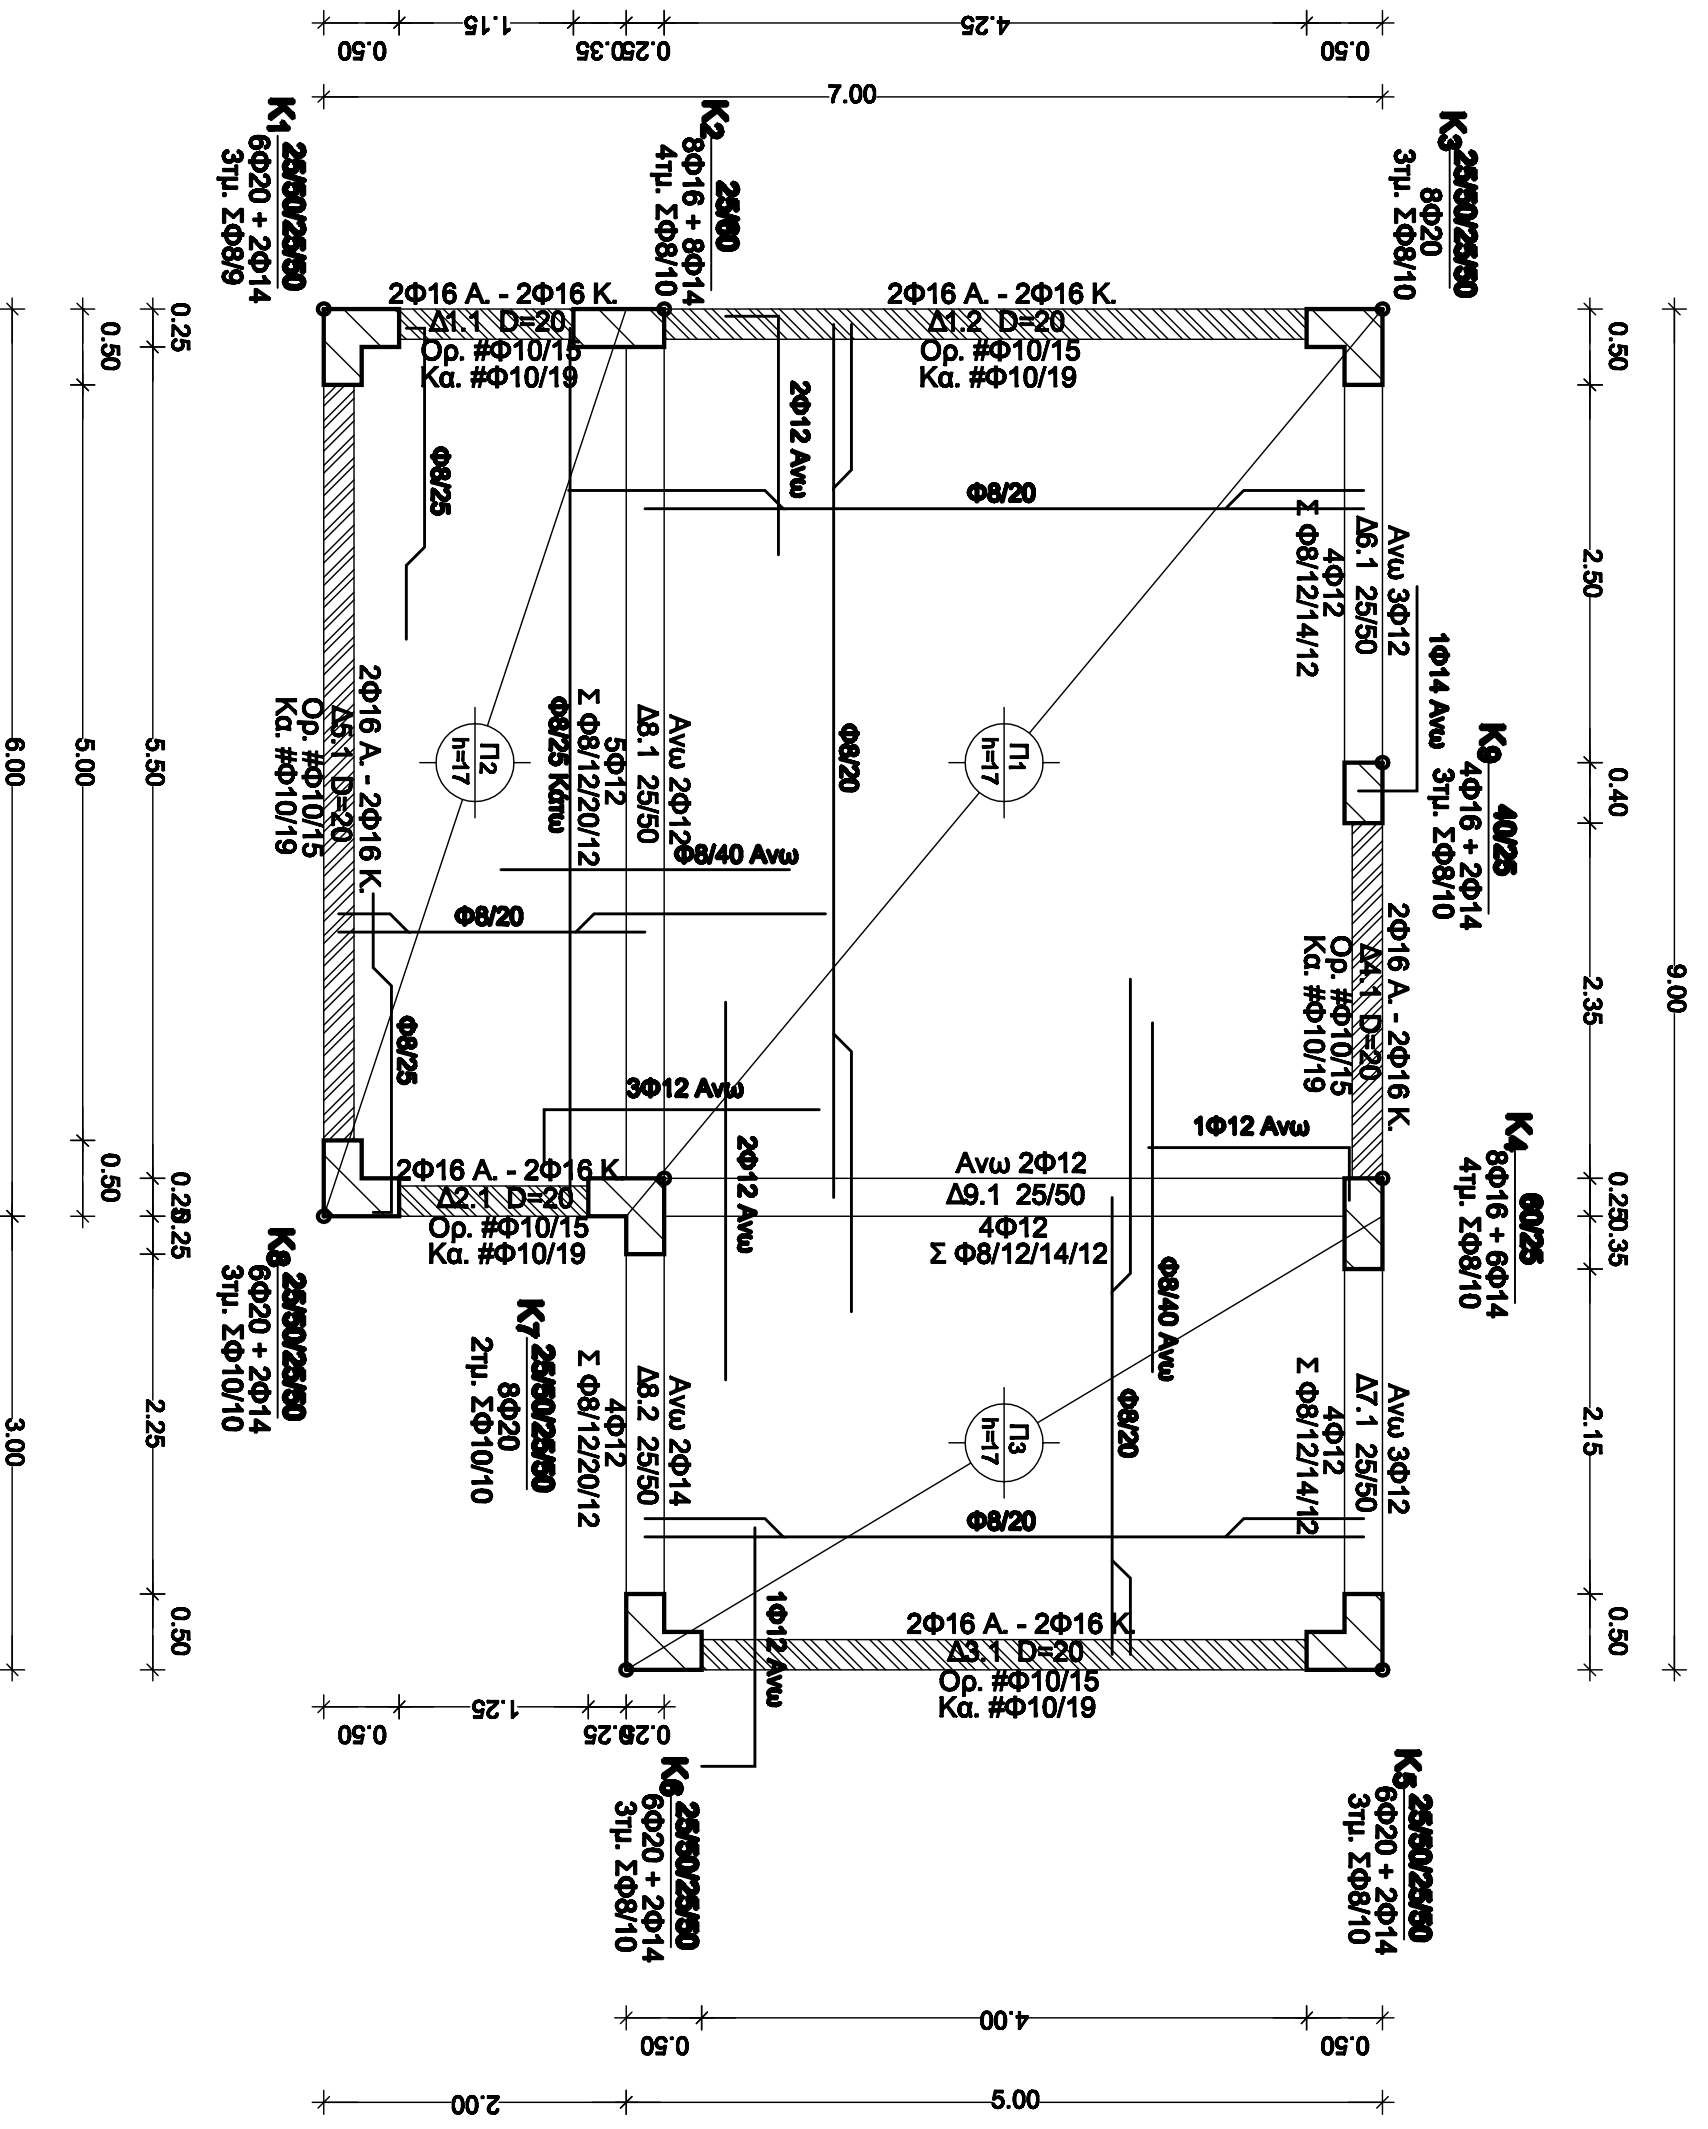 0.50
1.15
0.35
0.25
4.25
0.50
7.00
K1 25/50/25/50
6Φ20 + 2Φ14
3τμ. ΣΦ8/9
K2 25/60
8Φ16 + 8Φ14
4τμ. ΣΦ8/10
K3 25/50/25/50
8Φ20
3τμ. ΣΦ8/10
2Φ16 Α. - 2Φ16 Κ.
Δ1.1 D=20
Ορ. #Φ10/15
Κα. #Φ10/19
2Φ16 Α. - 2Φ16 Κ.
Δ1.2 D=20
Ορ. #Φ10/15
Κα. #Φ10/19
0.25
0.50
0.50
2Φ12 Ανω
Φ8/25
Φ8/20
Ανω 3Φ12
Δ6.1 25/50
4Φ12
Σ Φ8/12/14/12
2.50
1Φ14 Ανω
K9 40/25
4Φ16 + 2Φ14
3τμ. ΣΦ8/10
0.40
6.00
5.00
5.50
2Φ16 Α. - 2Φ16 Κ.
Δ5.1 D=20
Ορ. #Φ10/15
Κα. #Φ10/19
Π2
h=17
Φ8/25 Κάτω
Ανω 2Φ12
Δ8.1 25/50
5Φ12
Σ Φ8/12/20/12
Φ8/20
Π1
h=17
Φ8/40 Ανω
Φ8/20
2Φ16 Α. - 2Φ16 Κ.
Δ4.1 D=20
Ορ. #Φ10/15
Κα. #Φ10/19
2.35
9.00
Φ8/25
3Φ12 Ανω
1Φ12 Ανω
2Φ12 Ανω
K4 60/25
8Φ16 + 6Φ14
4τμ. ΣΦ8/10
0.50
0.25
0.25
2Φ16 Α. - 2Φ16 Κ.
Δ2.1 D=20
Ορ. #Φ10/15
Κα. #Φ10/19
Ανω 2Φ12
Δ9.1 25/50
4Φ12
Σ Φ8/12/14/12
0.25
0.35
Φ8/40 Ανω
K8 25/50/25/50
6Φ20 + 2Φ14
3τμ. ΣΦ10/10
K7 25/50/25/50
8Φ20
2τμ. ΣΦ10/10
Ανω 2Φ14
Δ8.2 25/50
4Φ12
Σ Φ8/12/20/12
Φ8/20
Π3
h=17
Ανω 3Φ12
Δ7.1 25/50
4Φ12
Σ Φ8/12/14/12
3.00
2.25
2.15
Φ8/20
1Φ12 Ανω
0.50
0.50
2Φ16 Α. - 2Φ16 Κ.
Δ3.1 D=20
Ορ. #Φ10/15
Κα. #Φ10/19
0.50
1.25
0.25
0.25
K6 25/50/25/50
6Φ20 + 2Φ14
3τμ. ΣΦ8/10
K5 25/50/25/50
6Φ20 + 2Φ14
3τμ. ΣΦ8/10
0.50
4.00
0.50
2.00
5.00